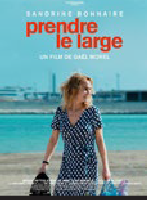 SANDRINE BONNAIRE
prendre
le large
UN FILM DE GAËL MOREL